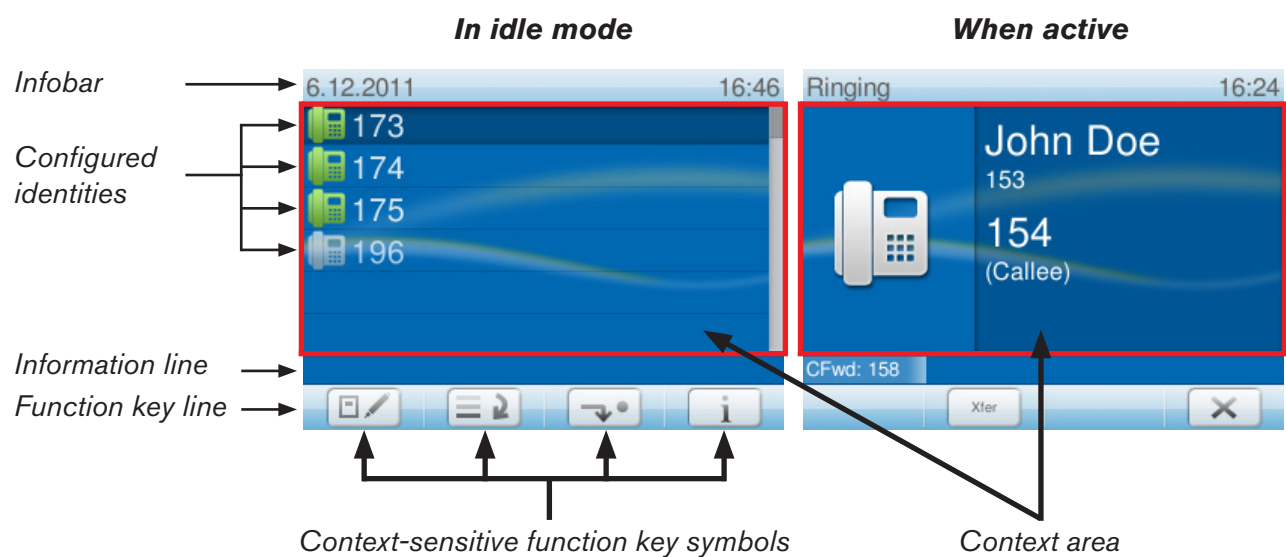 In idle mode
When active
Infobar
6.12.2011 16:46
Ringing 16:24
Configured
identities
173
174
175
196
John Doe
153
154
(Callee)
Information line
CFwd: 158
Function key line
i
Xfer
Context-sensitive function key symbols
Context area